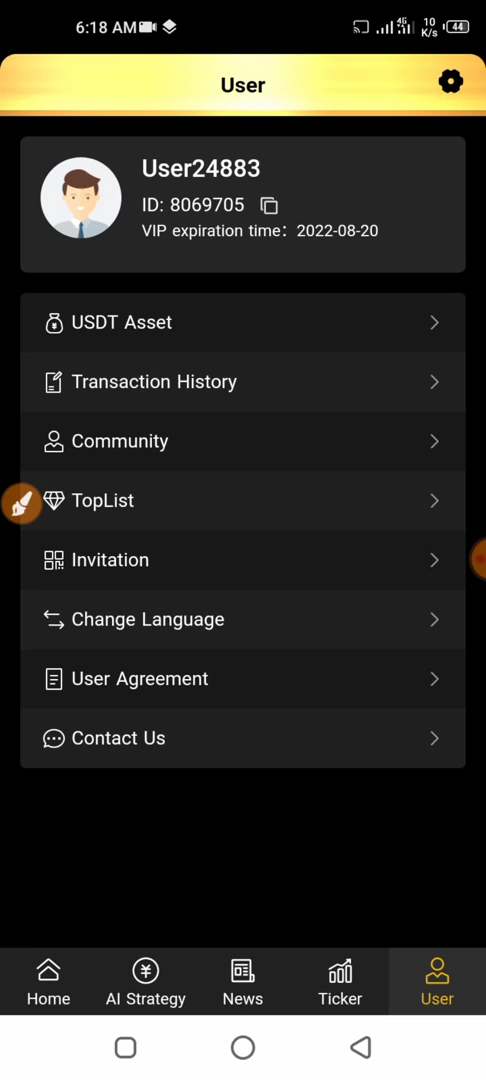 6:18 AM
4G
10
K/s
44
User
User24883
ID: 8069705
VIP expiration time：2022-08-20
USDT Asset
Transaction History
Community
TopList
Invitation
Change Language
User Agreement
Contact Us
Home
AI Strategy
News
Ticker
User